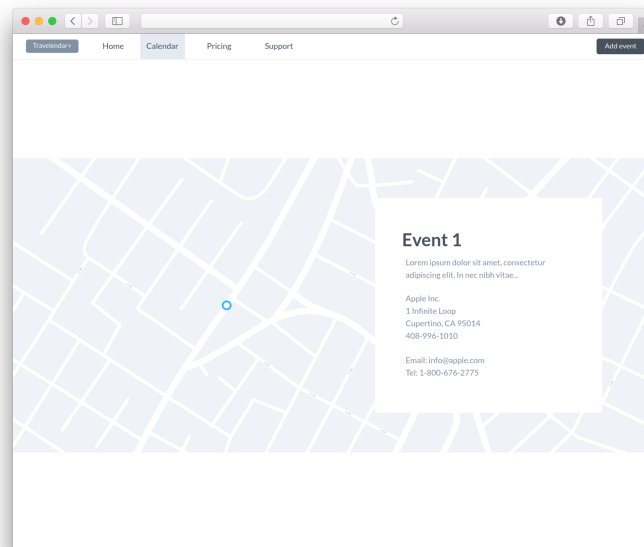 Travelendar+
Home
Calendar
Pricing
Support
Add event
Event 1
Lorem ipsum dolor sit amet, consectetur
adipiscing elit. In nec nibh vitae...
Apple Inc.
1 Infinite Loop
Cupertino, CA 95014
408-996-1010
Email: info@apple.com
Tel: 1-800-676-2775